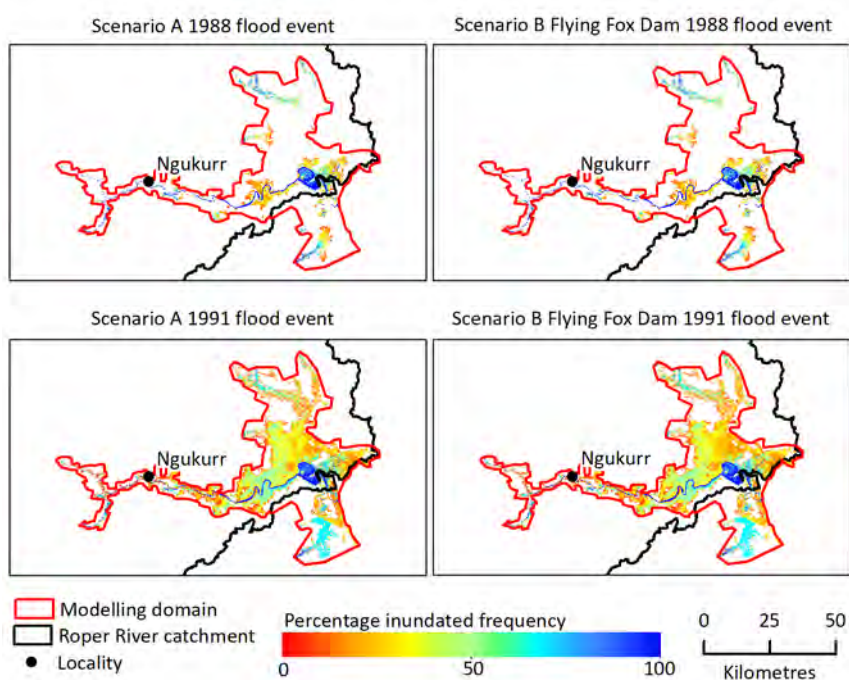 Scenario A 1988 flood event
Scenario B Flying Fox Dam 1988 flood event
Ngukurr
Ngukurr
Scenario A 1991 flood event
Scenario B Flying Fox Dam 1991 flood event
Ngukurr
Ngukurr
Modelling domain
Roper River catchment
Locality
Percentage inundated frequency
0 50 100
0 25 50
Kilometres